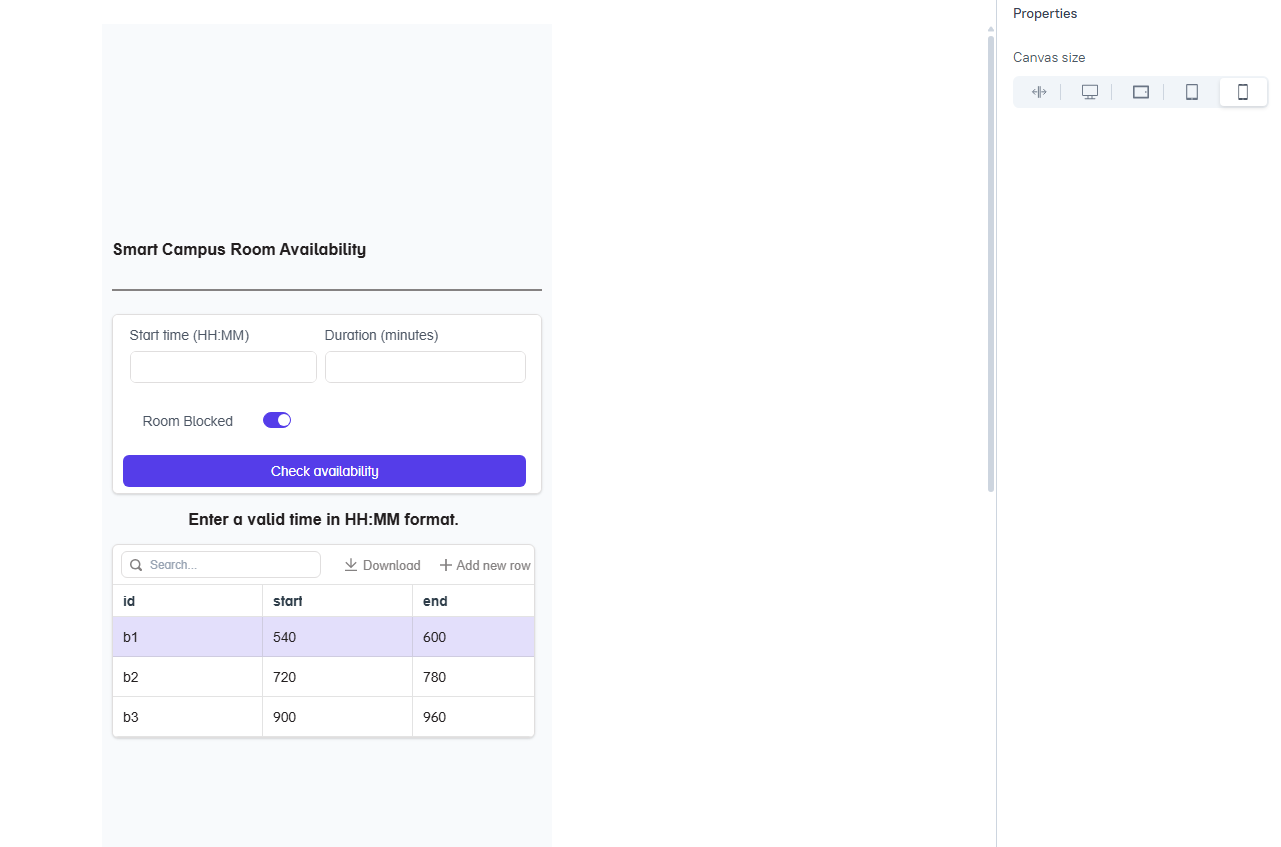 Properties
Canvas size
Smart Campus Room Availability
Start time (HH:MM) Duration (minutes)
Room Blocked
Check availability
Enter a valid time in HH:MM format.
Search... Download Add new row
id start end
b1 540 600
b2 720 780
b3 900 960